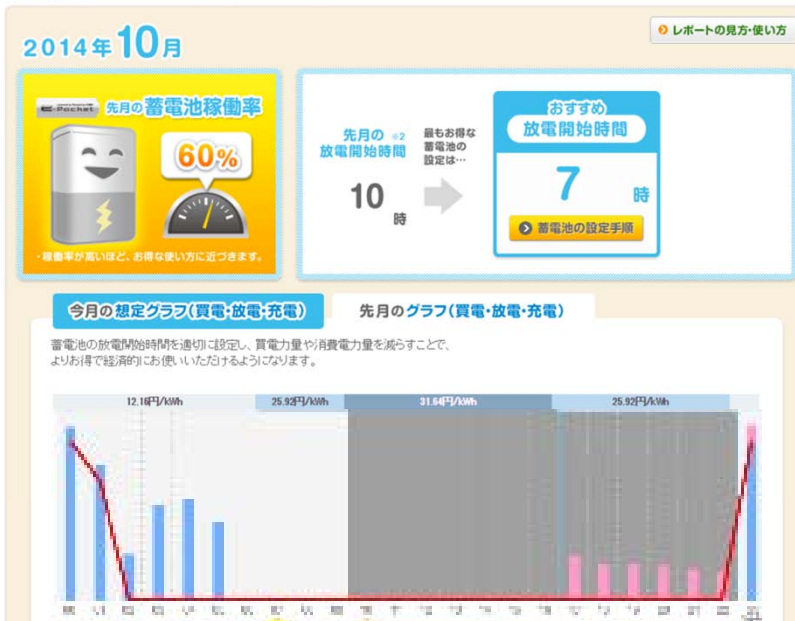 2014年10月
レポートの見方・使い方
e-Pocket
先月の蓄電池稼働率
60%
・稼働率が高いほど、お得な使い方に近づきます。
先月の ※2
放電開始時間
10時
最もお得な
蓄電池の
設定は…
おすすめ
放電開始時間
7時
蓄電池の設定手順
今月の想定グラフ(買電・放電・充電)
先月のグラフ(買電・放電・充電)
蓄電池の放電開始時間を適切に設定し、買電力量や消費電力量を減らすことで、
よりお得で経済的にお使いいただけるようになります。
12.16円/kWh
25.92円/kWh
31.64円/kWh
25.92円/kWh